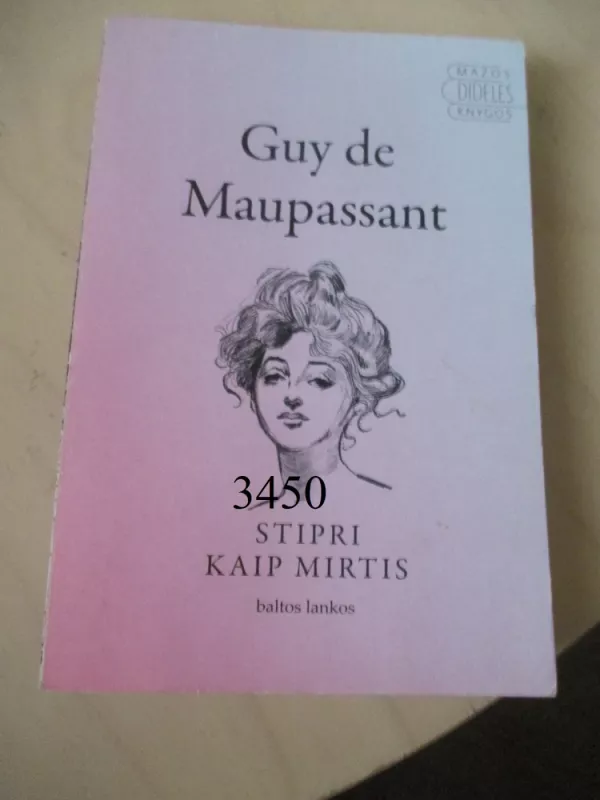 MAŽOS
DIDELĖS
KNYGOS
Guy de
Maupassant
3450
STIPRI
KAIP MIRTIS
baltos lankos